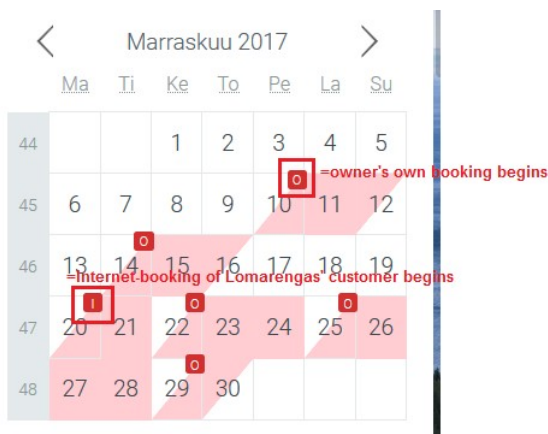 Marraskuu 2017
Ma Ti Ke To Pe La Su
44 1 2 3 4 5
O =owner's own booking begins
45 6 7 8 9 10 11 12
O
46 13 14 15 16 17 18 19
=Internet-booking of Lomarengas' customer begins
I O O
47 20 21 22 23 24 25 26
O
48 27 28 29 30